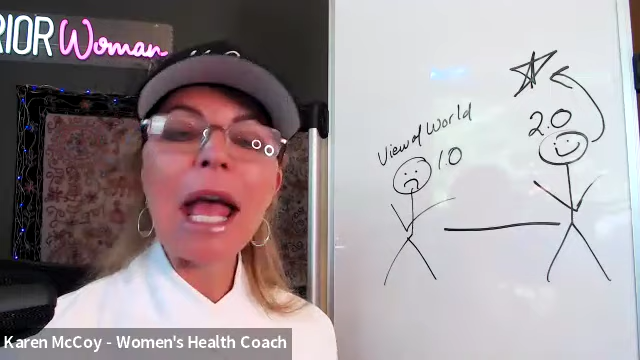 RIOR Woman
View of World
1.0
2.0
Karen McCoy - Women's Health Coach